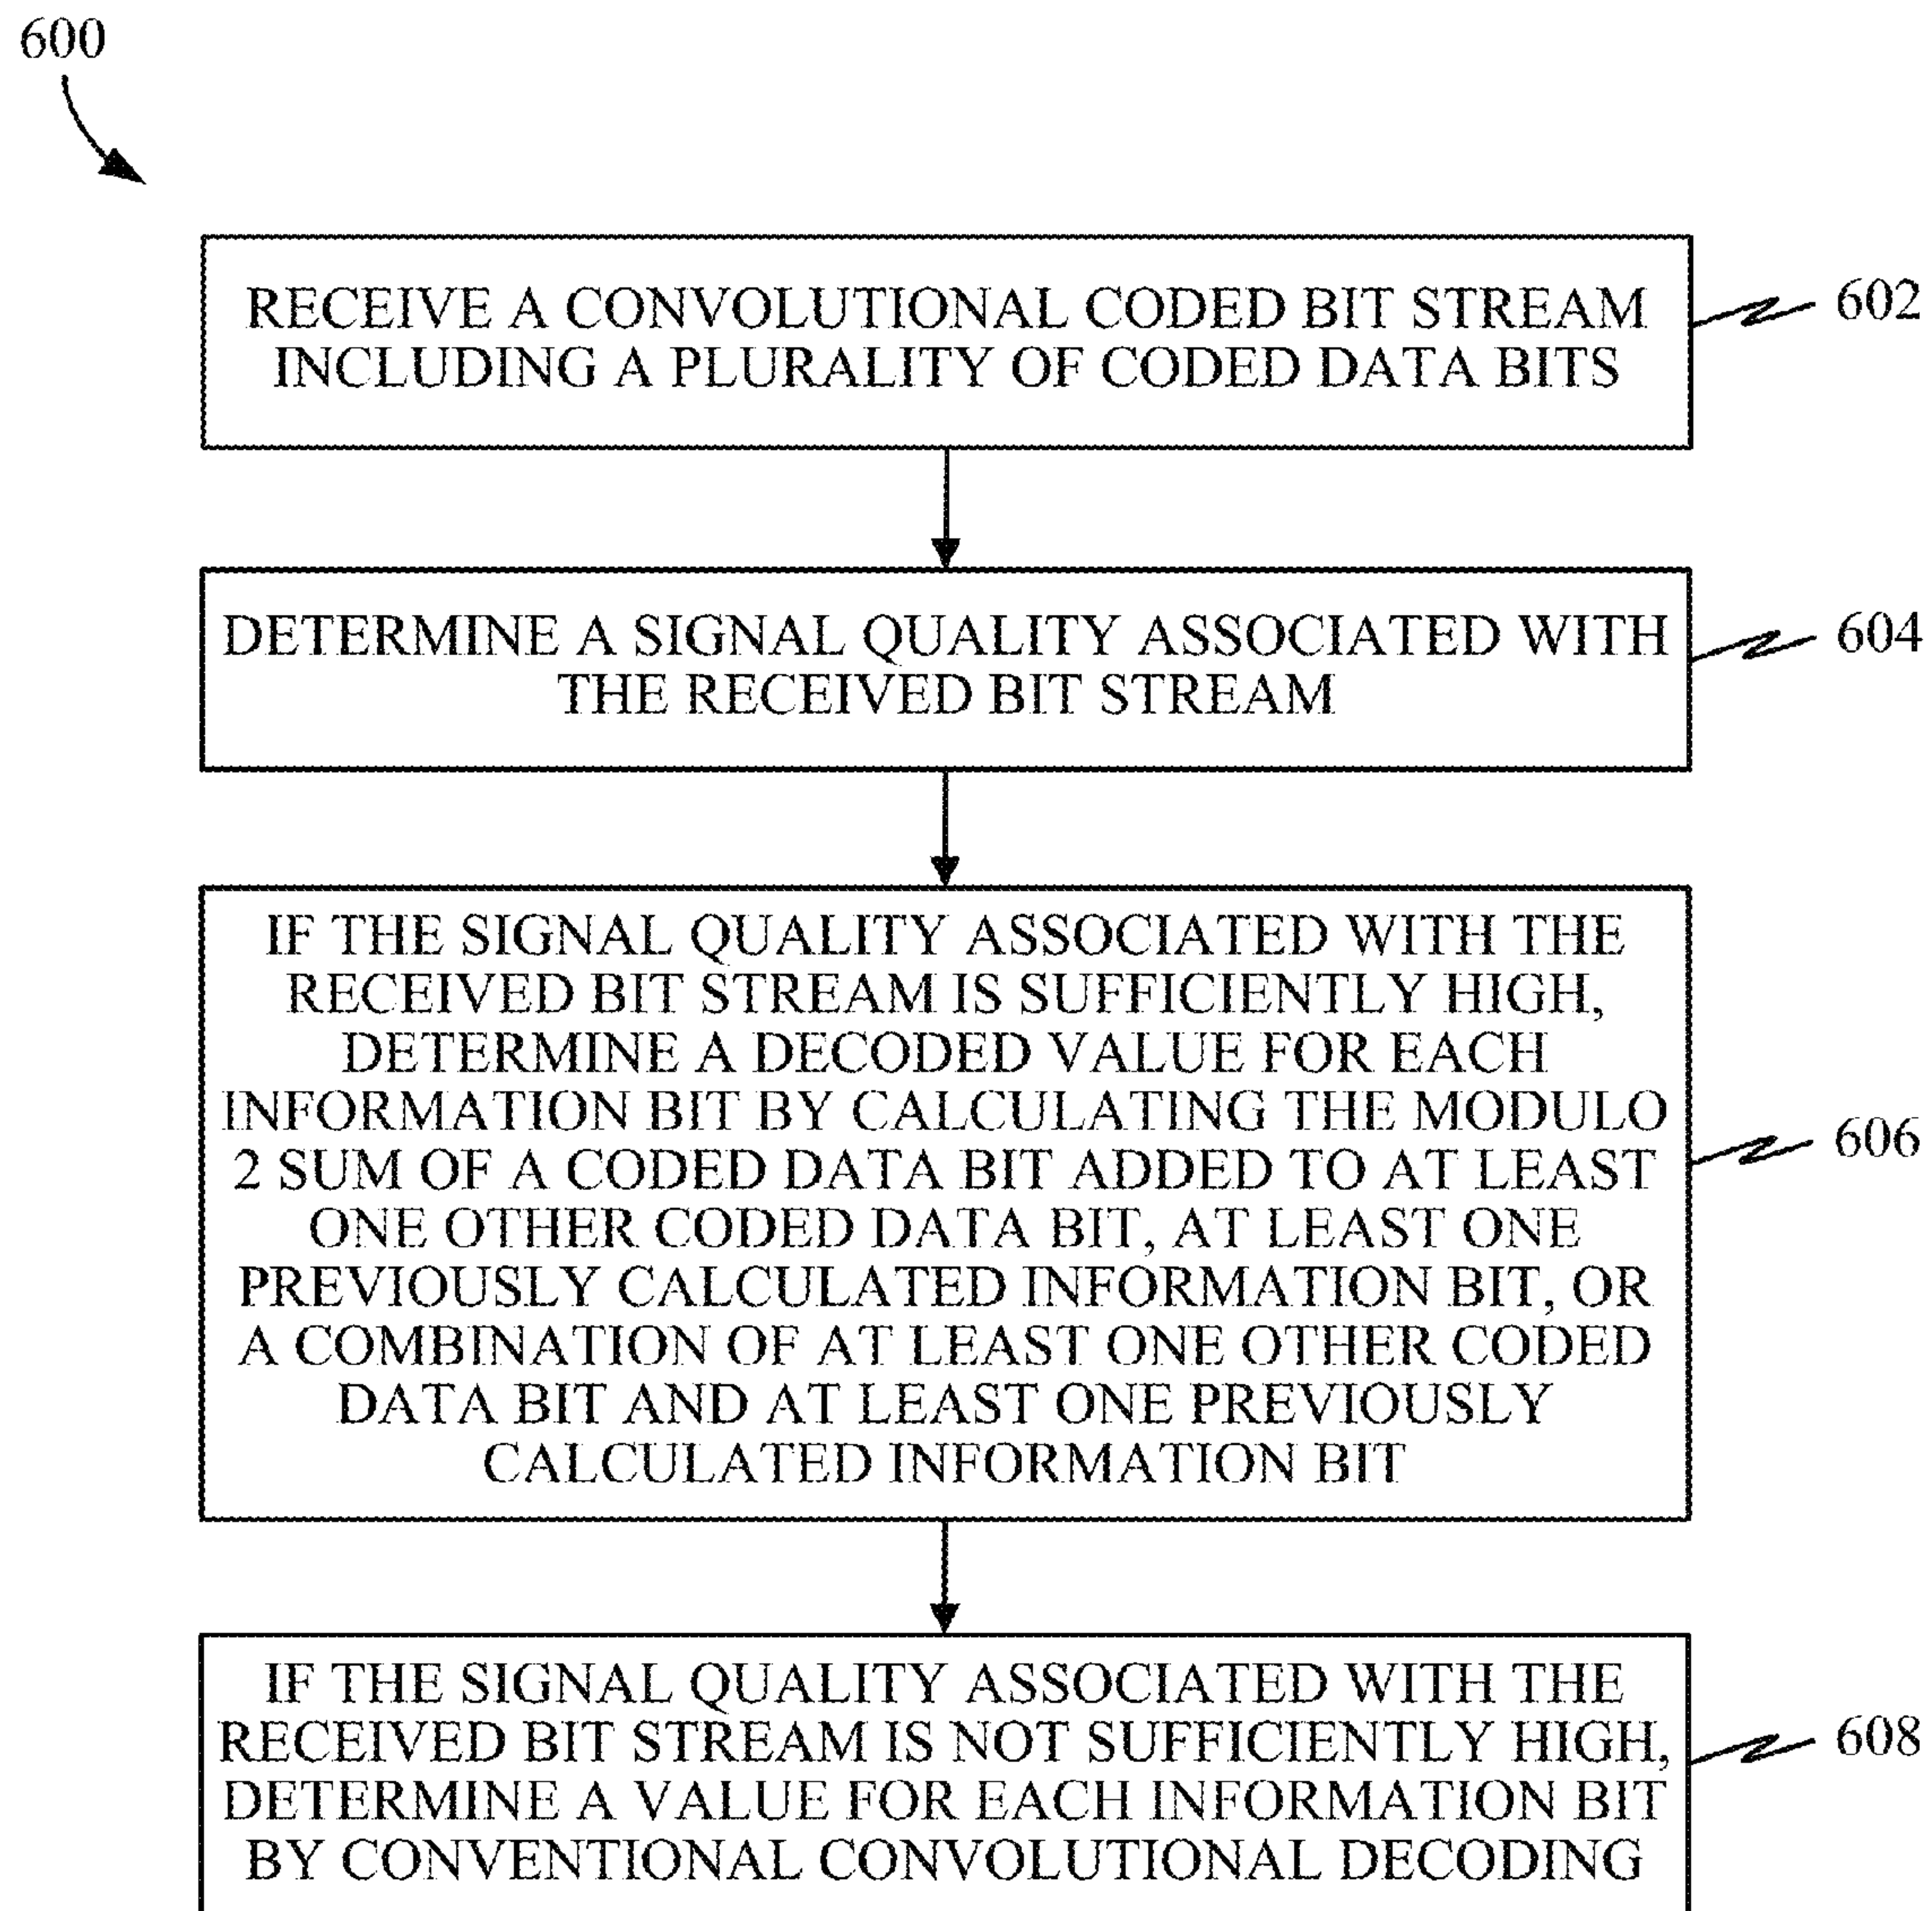 600
RECEIVE A CONVOLUTIONAL CODED BIT STREAM
INCLUDING A PLURALITY OF CODED DATA BITS
602
DETERMINE A SIGNAL QUALITY ASSOCIATED WITH
THE RECEIVED BIT STREAM
604
IF THE SIGNAL QUALITY ASSOCIATED WITH THE
RECEIVED BIT STREAM IS SUFFICIENTLY HIGH,
DETERMINE A DECODED VALUE FOR EACH
INFORMATION BIT BY CALCULATING THE MODULO
2 SUM OF A CODED DATA BIT ADDED TO AT LEAST
ONE OTHER CODED DATA BIT, AT LEAST ONE
PREVIOUSLY CALCULATED INFORMATION BIT, OR
A COMBINATION OF AT LEAST ONE OTHER CODED
DATA BIT AND AT LEAST ONE PREVIOUSLY
CALCULATED INFORMATION BIT
606
IF THE SIGNAL QUALITY ASSOCIATED WITH THE
RECEIVED BIT STREAM IS NOT SUFFICIENTLY HIGH,
DETERMINE A VALUE FOR EACH INFORMATION BIT
BY CONVENTIONAL CONVOLUTIONAL DECODING
608